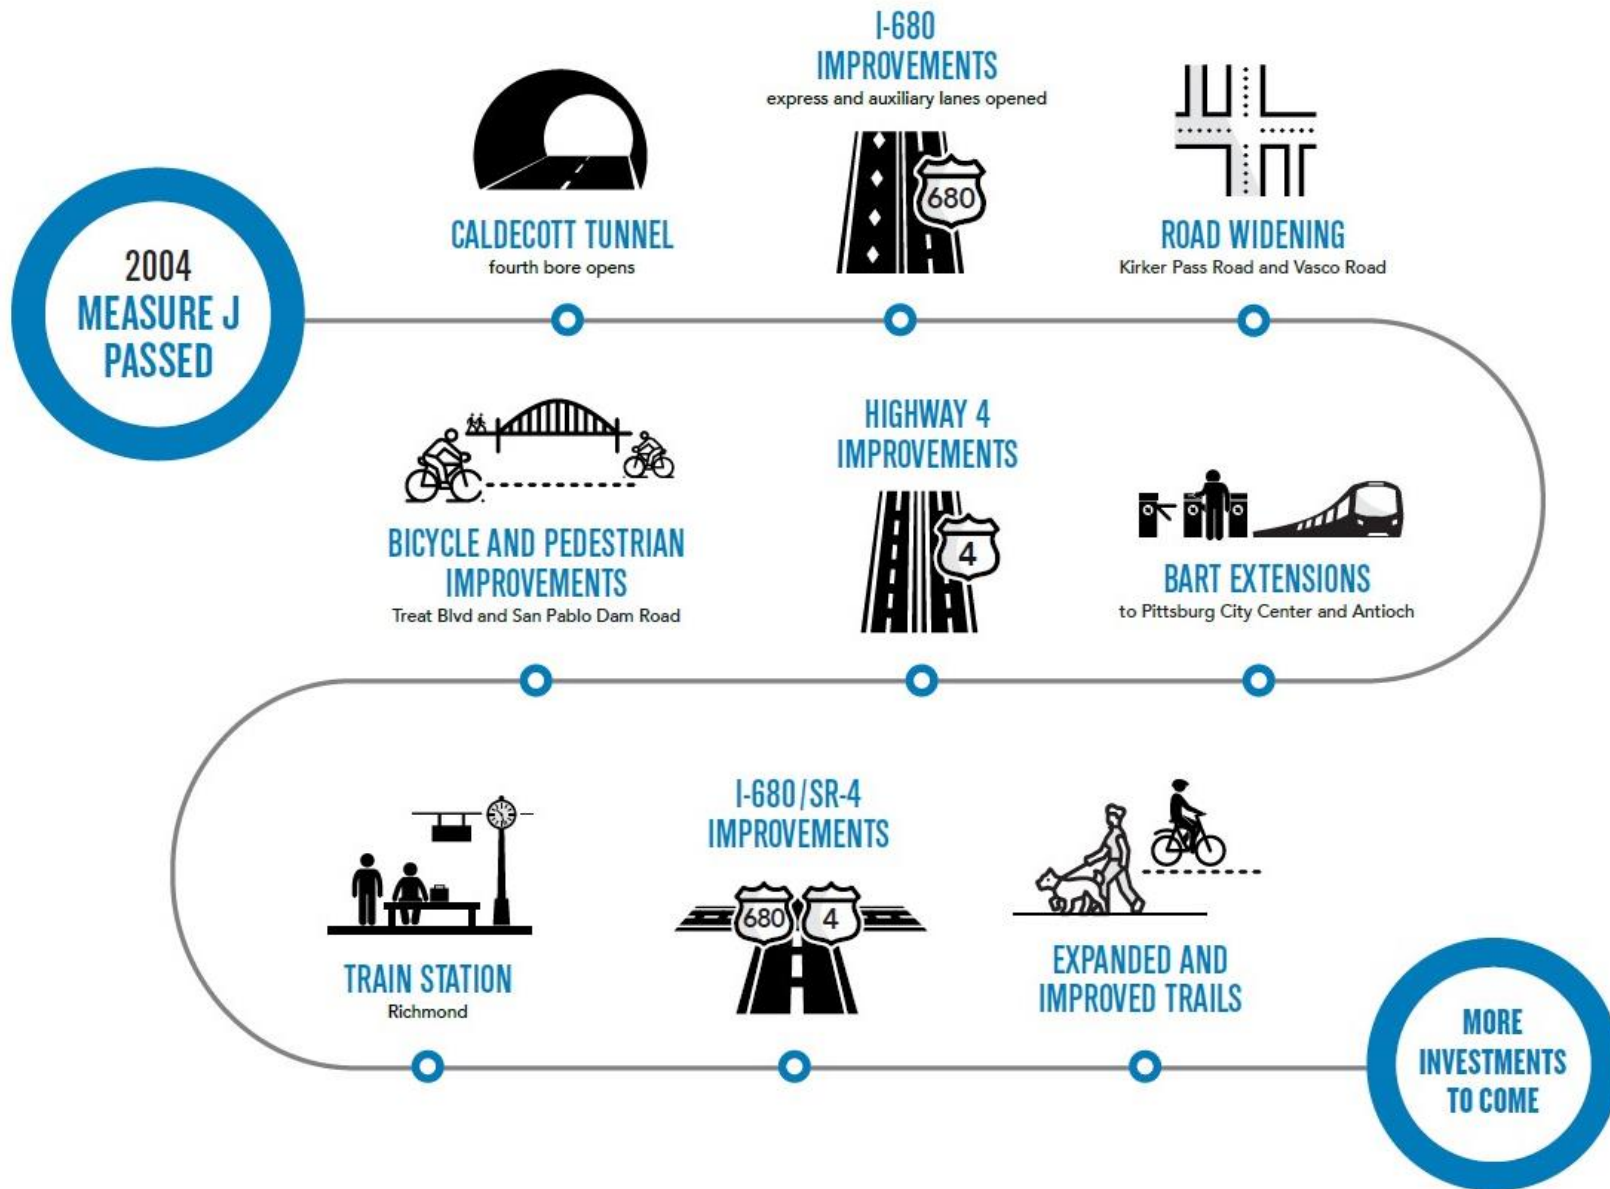 2004
MEASURE J
PASSED
CALDECOTT TUNNEL
fourth bore opens
I-680
IMPROVEMENTS
express and auxiliary lanes opened
680
ROAD WIDENING
Kirker Pass Road and Vasco Road
BART EXTENSIONS
to Pittsburg City Center and Antioch
HIGHWAY 4
IMPROVEMENTS
4
BICYCLE AND PEDESTRIAN
IMPROVEMENTS
Treat Blvd and San Pablo Dam Road
TRAIN STATION
Richmond
I-680/SR-4
IMPROVEMENTS
680 4
EXPANDED AND
IMPROVED TRAILS
MORE
INVESTMENTS
TO COME